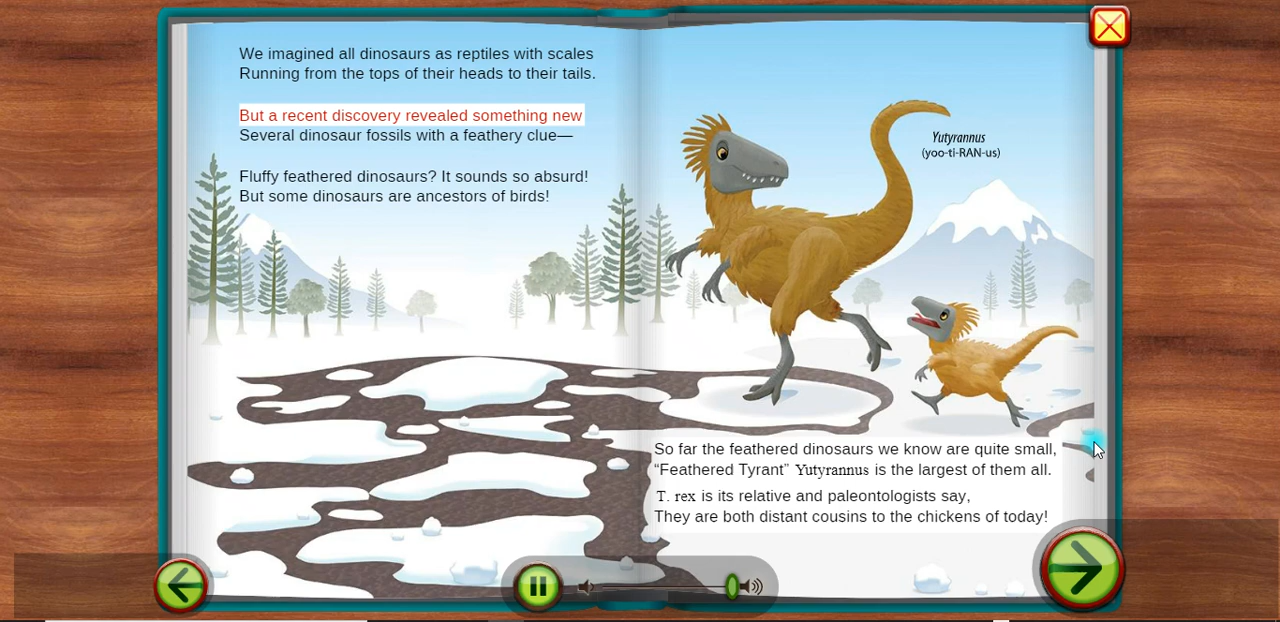 We imagined all dinosaurs as reptiles with scales
Running from the tops of their heads to their tails.
But a recent discovery revealed something new
Several dinosaur fossils with a feathery clue—
Fluffy feathered dinosaurs? It sounds so absurd!
But some dinosaurs are ancestors of birds!
Yutyrannus
(yoo-ti-RAN-us)
So far the feathered dinosaurs we know are quite small,
“Feathered Tyrant” Yutyrannus is the largest of them all.
T. rex is its relative and paleontologists say,
They are both distant cousins to the chickens of today!